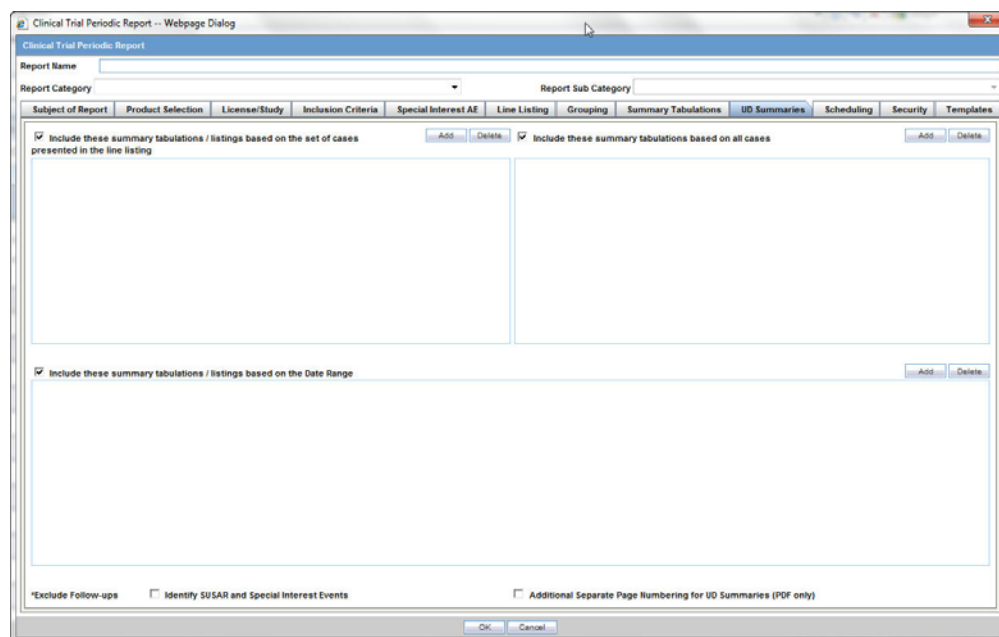 Clinical Trial Periodic Report -- Webpage Dialog
Clinical Trial Periodic Report
Report Name
Report Category Report Sub Category
Subject of Report Product Selection License/Study Inclusion Criteria Special Interest AE Line Listing Grouping Summary Tabulations UD Summaries Scheduling Security Templates
Include these summary tabulations / listings based on the set of cases
presented in the line listing
Add Delete
Include these summary tabulations based on all cases
Add Delete
Include these summary tabulations / listings based on the Date Range
Add Delete
*Exclude Follow-ups Identify SUSAR and Special Interest Events Additional Separate Page Numbering for UD Summaries (PDF only)
OK Cancel